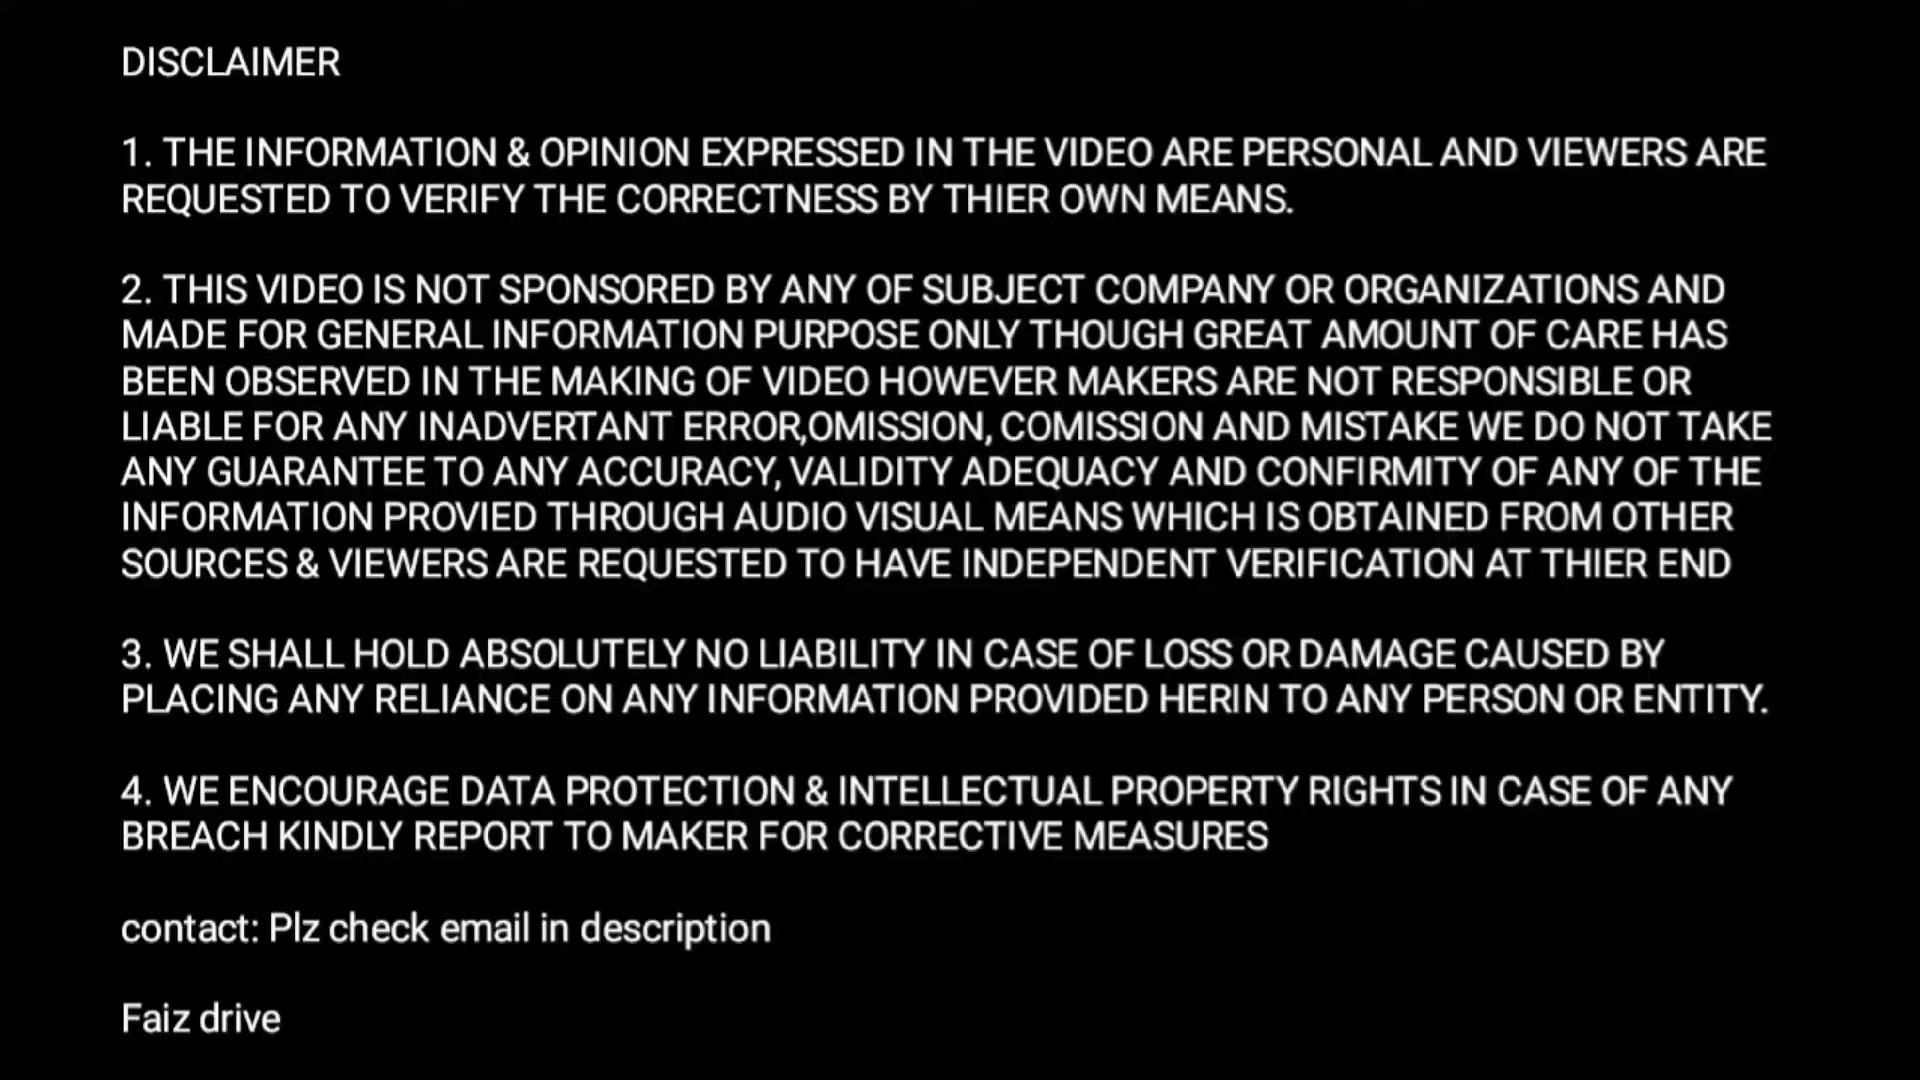 DISCLAIMER
1. THE INFORMATION & OPINION EXPRESSED IN THE VIDEO ARE PERSONAL AND VIEWERS ARE
REQUESTED TO VERIFY THE CORRECTNESS BY THIER OWN MEANS.
2. THIS VIDEO IS NOT SPONSORED BY ANY OF SUBJECT COMPANY OR ORGANIZATIONS AND
MADE FOR GENERAL INFORMATION PURPOSE ONLY THOUGH GREAT AMOUNT OF CARE HAS
BEEN OBSERVED IN THE MAKING OF VIDEO HOWEVER MAKERS ARE NOT RESPONSIBLE OR
LIABLE FOR ANY INADVERTANT ERROR,OMISSION, COMISSION AND MISTAKE WE DO NOT TAKE
ANY GUARANTEE TO ANY ACCURACY, VALIDITY ADEQUACY AND CONFIRMITY OF ANY OF THE
INFORMATION PROVIED THROUGH AUDIO VISUAL MEANS WHICH IS OBTAINED FROM OTHER
SOURCES & VIEWERS ARE REQUESTED TO HAVE INDEPENDENT VERIFICATION AT THIER END
3. WE SHALL HOLD ABSOLUTELY NO LIABILITY IN CASE OF LOSS OR DAMAGE CAUSED BY
PLACING ANY RELIANCE ON ANY INFORMATION PROVIDED HERIN TO ANY PERSON OR ENTITY.
4. WE ENCOURAGE DATA PROTECTION & INTELLECTUAL PROPERTY RIGHTS IN CASE OF ANY
BREACH KINDLY REPORT TO MAKER FOR CORRECTIVE MEASURES
contact: Plz check email in description
Faiz drive